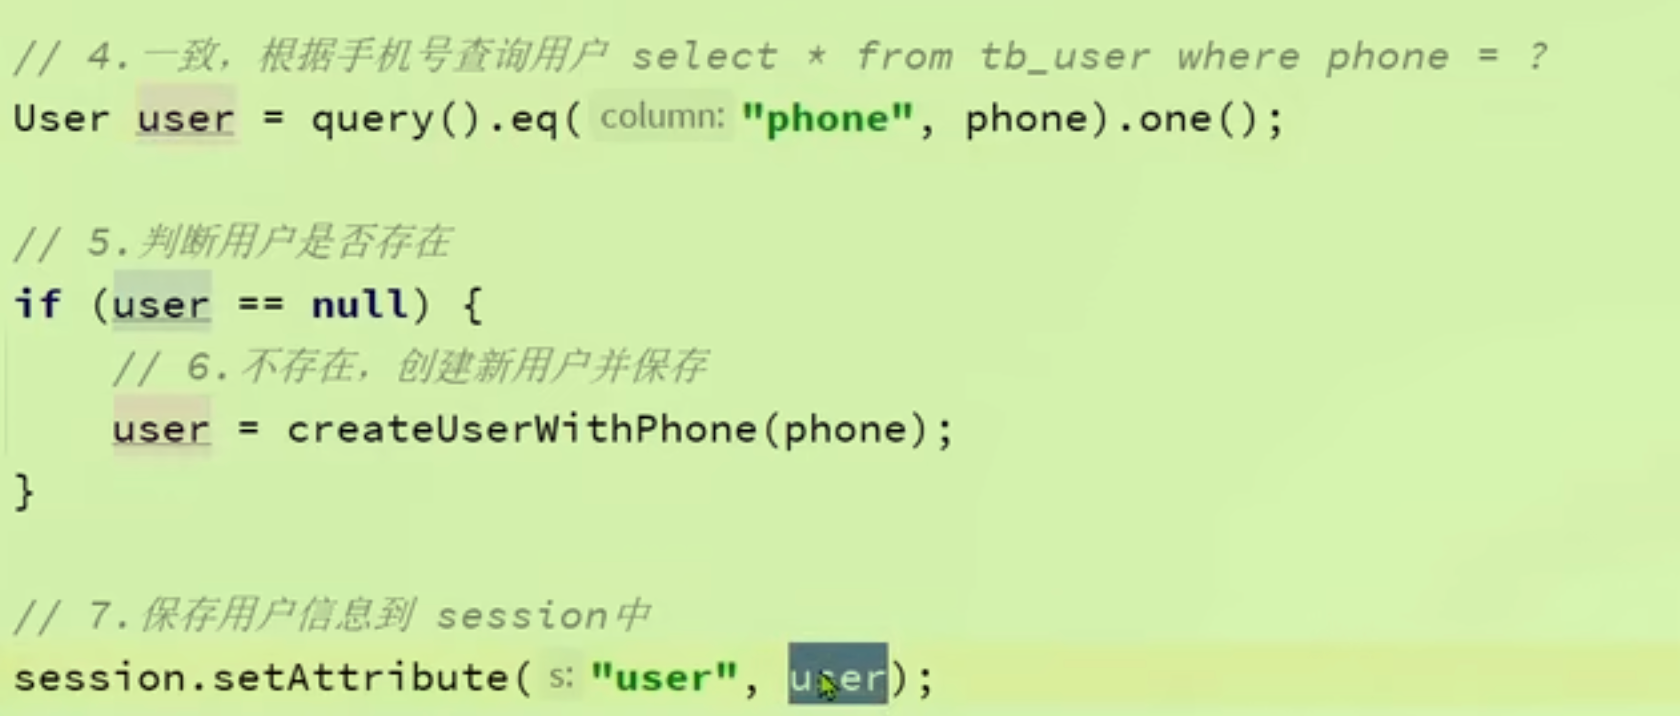 // 4.一致，根据手机号查询用户 select * from tb_user where phone = ?
User user = query().eq( column: "phone", phone).one();
// 5.判断用户是否存在
if (user == null) {
// 6.不存在，创建新用户并保存
user = createUserWithPhone(phone);
}
// 7.保存用户信息到 session中
session.setAttribute( s: "user", user);